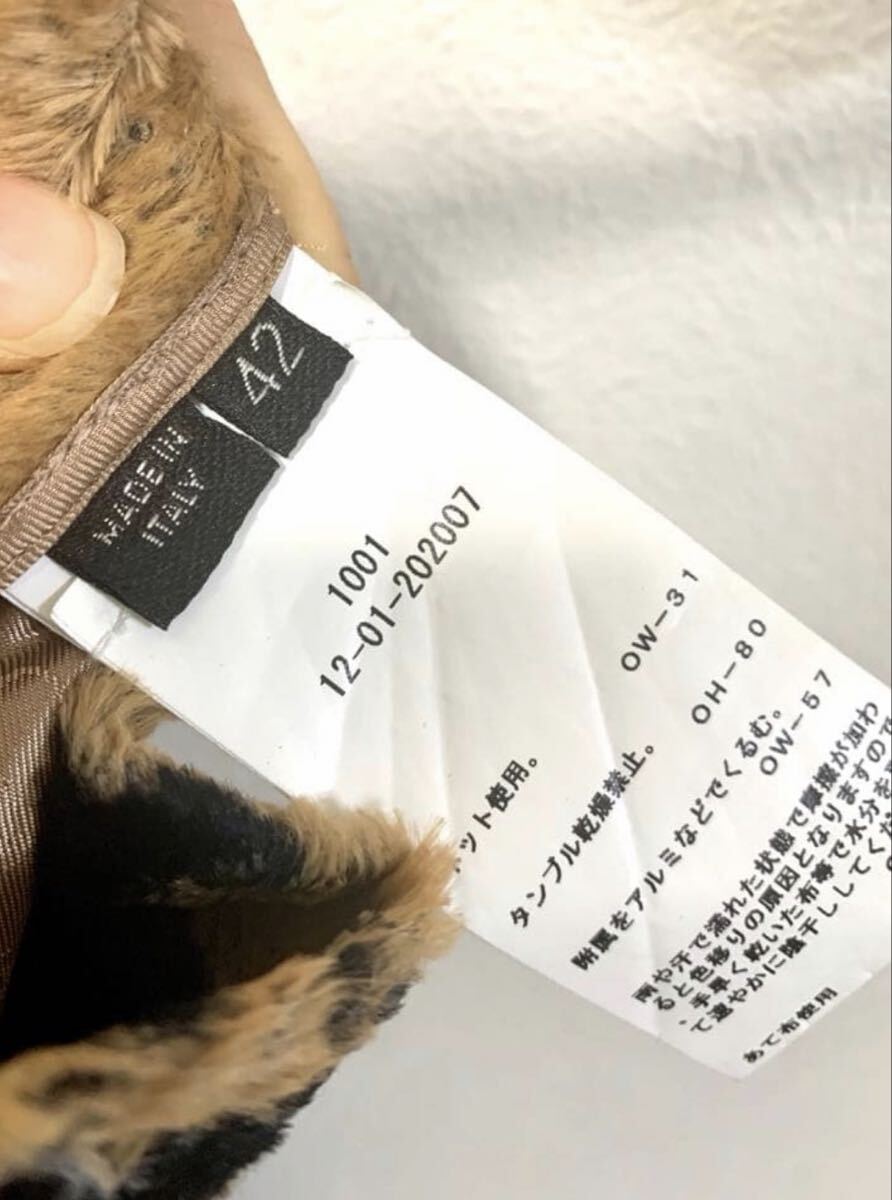 42
MADE IN
ITALY
1001
12-01-202007
ット使用。
OW-31
タンブル乾燥禁止。
OH-80
附属をアルミなどでくるむ。
OW-57
雨や汗で濡れた状態で摩擦が加わ
ると色移りの原因となりますので
、手早く乾いた布等で水分を
て速やかに陰干ししてくだ
あて布使用